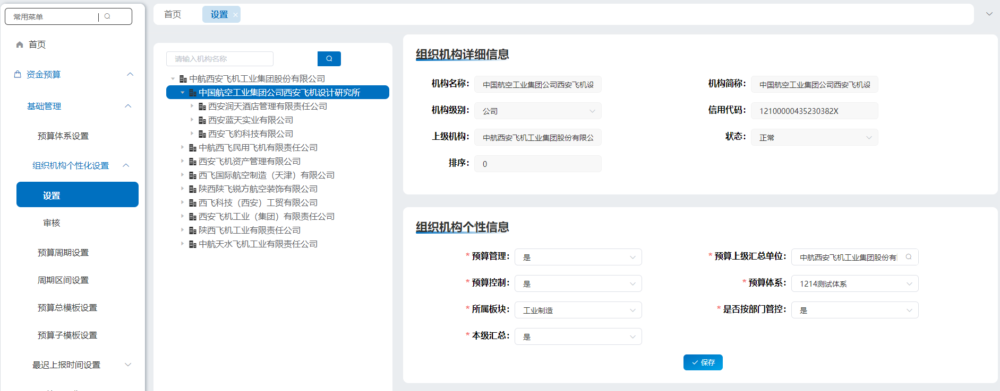 常用菜单
首页
资金预算
基础管理
预算体系设置
组织机构个性化设置
设置
审核
预算周期设置
周期区间设置
预算总模板设置
预算子模板设置
最迟上报时间设置
首页
设置
请输入机构名称
中航西安飞机工业集团股份有限公司
中国航空工业集团公司西安飞机设计研究所
西安润天酒店管理有限责任公司
西安蓝天实业有限公司
西安飞豹科技有限公司
中航西飞民用飞机有限责任公司
西安飞机资产管理有限公司
西飞国际航空制造（天津）有限公司
陕西陕飞锐方航空装饰有限公司
西飞科技（西安）工贸有限公司
西安飞机工业（集团）有限责任公司
陕西飞机工业有限责任公司
中航天水飞机工业有限责任公司
组织机构详细信息
机构名称： 中国航空工业集团公司西安飞机设
机构简称： 中国航空工业集团公司西安飞机设
机构级别： 公司
信用代码： 12100000435230382X
上级机构： 中航西安飞机工业集团股份有限公
状态： 正常
排序： 0
组织机构个性信息
* 预算管理： 是
* 预算上级汇总单位： 中航西安飞机工业集团股份有
* 预算控制： 是
* 预算体系： 1214测试体系
* 所属板块： 工业制造
* 是否按部门管控： 是
* 本级汇总： 是
保存